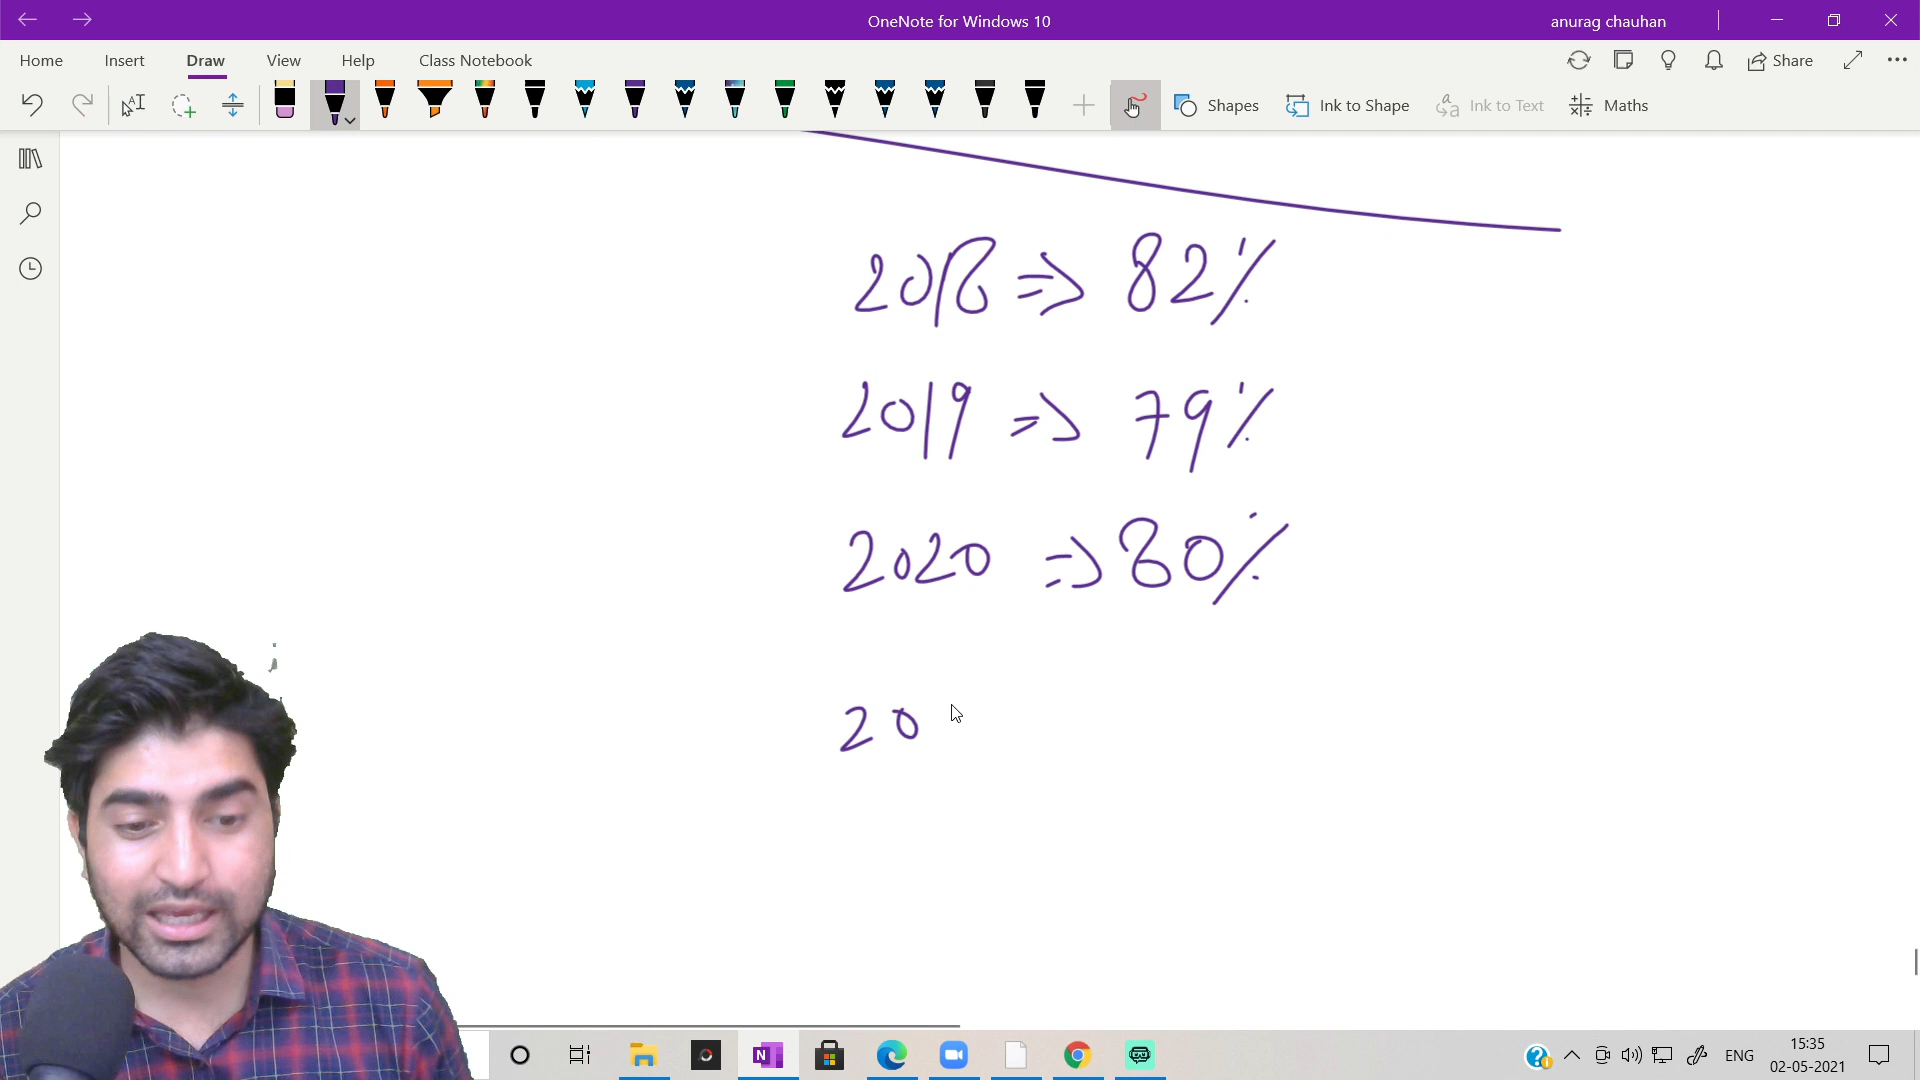 OneNote for Windows 10
anurag chauhan
Home Insert Draw View Help Class Notebook
Share
Shapes Ink to Shape Ink to Text Maths
2018 => 82%
2019 => 79%
2020 => 80%
20
ENG
15:35
02-05-2021